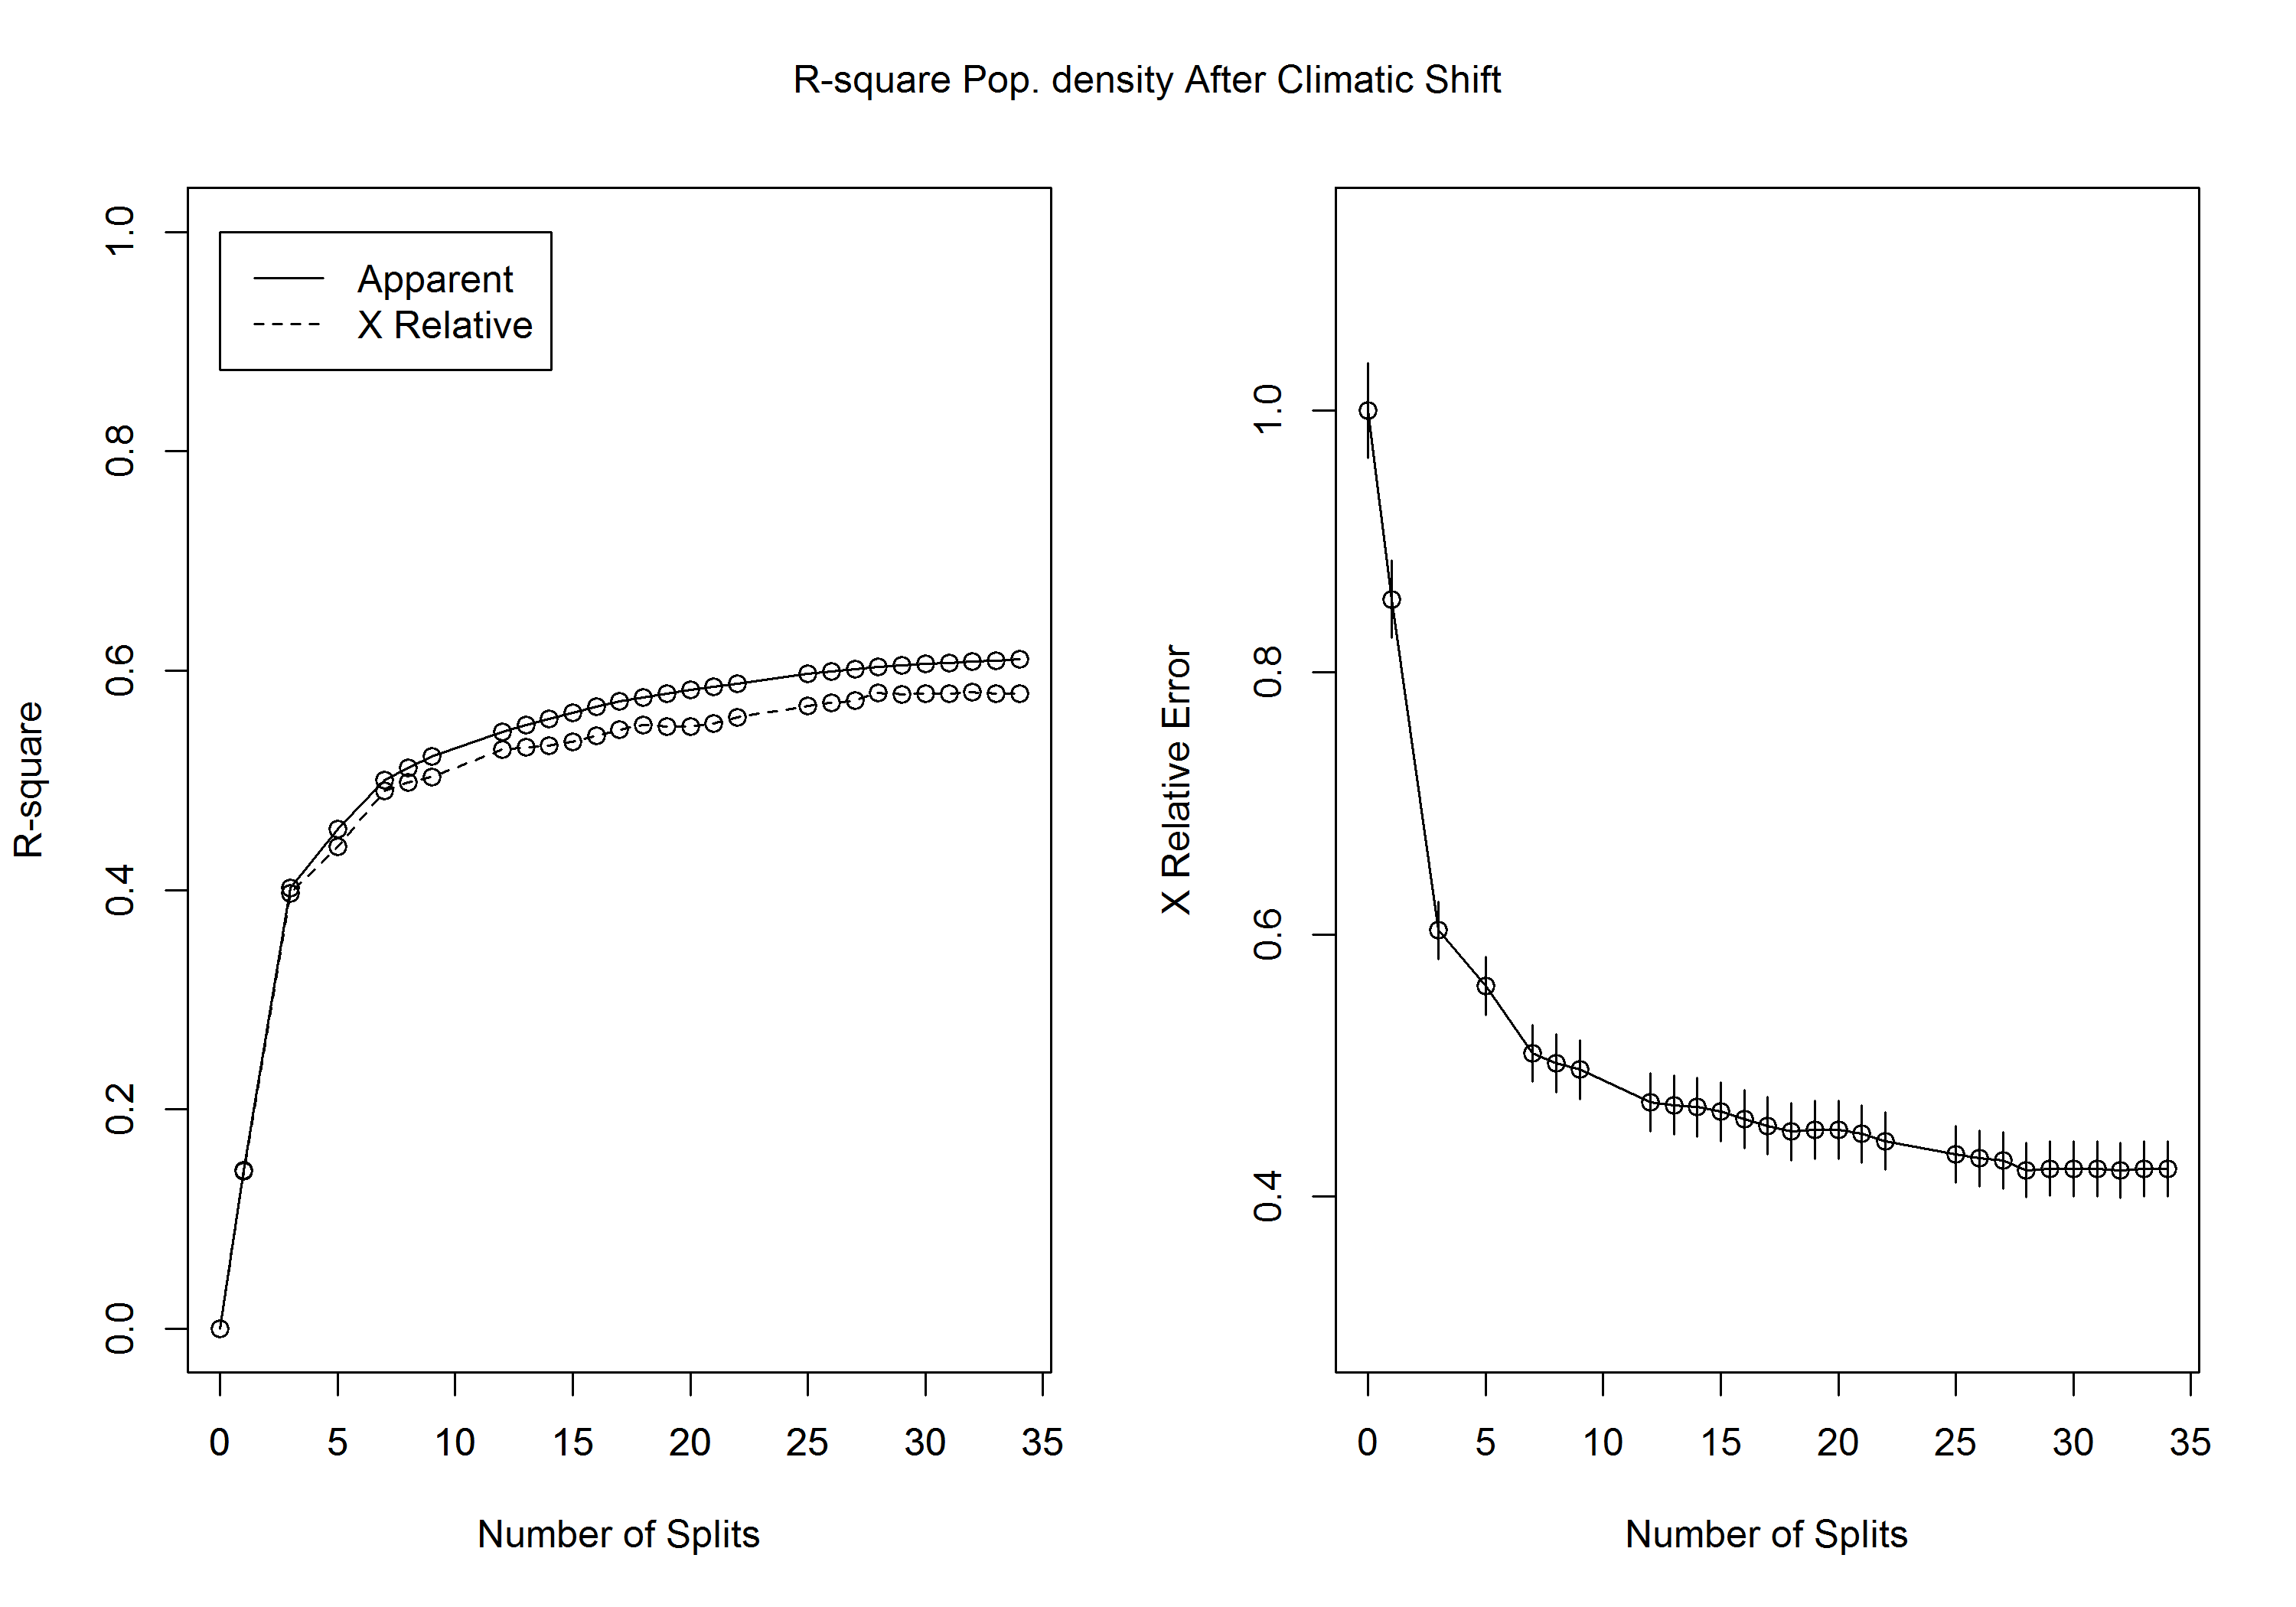 R-square Pop. density After Climatic Shift
R-square
1.0
0.8
0.6
0.4
0.2
0.0
Apparent
X Relative
0 5 10 15 20 25 30 35
Number of Splits
X Relative Error
1.0
0.8
0.6
0.4
0 5 10 15 20 25 30 35
Number of Splits